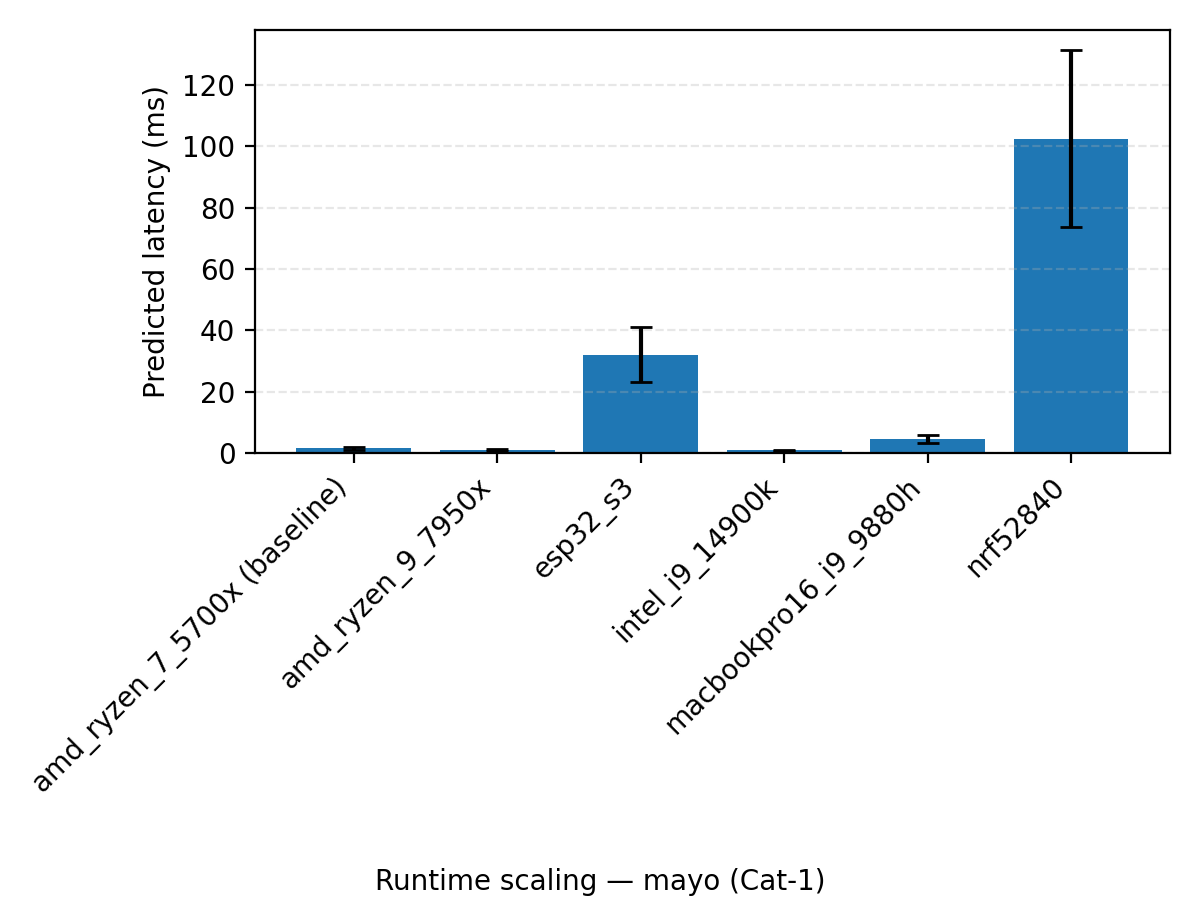 Predicted latency (ms)
120
100
80
60
40
20
0
amd_ryzen_7_5700x (baseline)
amd_ryzen_9_7950x
esp32_s3
intel_i9_14900k
macbookpro16_i9_9880h
nrf52840
Runtime scaling — mayo (Cat-1)